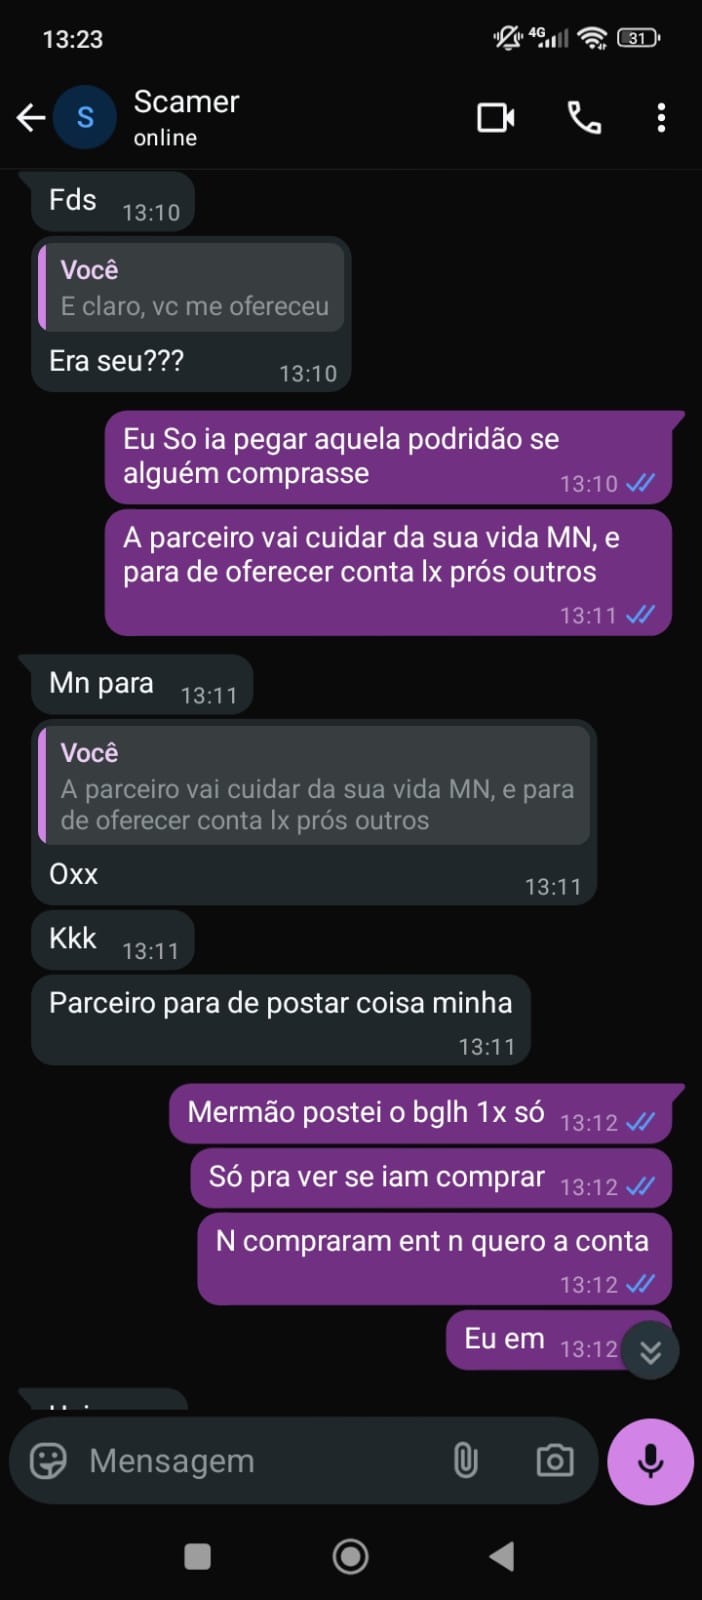 13:23
4G
31
S
Scamer
online
Fds 13:10
Você
E claro, vc me ofereceu
Era seu???
13:10
Eu So ia pegar aquela podridão se
alguém comprasse
13:10
A parceiro vai cuidar da sua vida MN, e
para de oferecer conta lx prós outros
13:11
Mn para 13:11
Você
A parceiro vai cuidar da sua vida MN, e para
de oferecer conta lx prós outros
Oxx
13:11
Kkk 13:11
Parceiro para de postar coisa minha
13:11
Mermão postei o bglh 1x só 13:12
Só pra ver se iam comprar 13:12
N compraram ent n quero a conta
13:12
Eu em 13:12
Mensagem